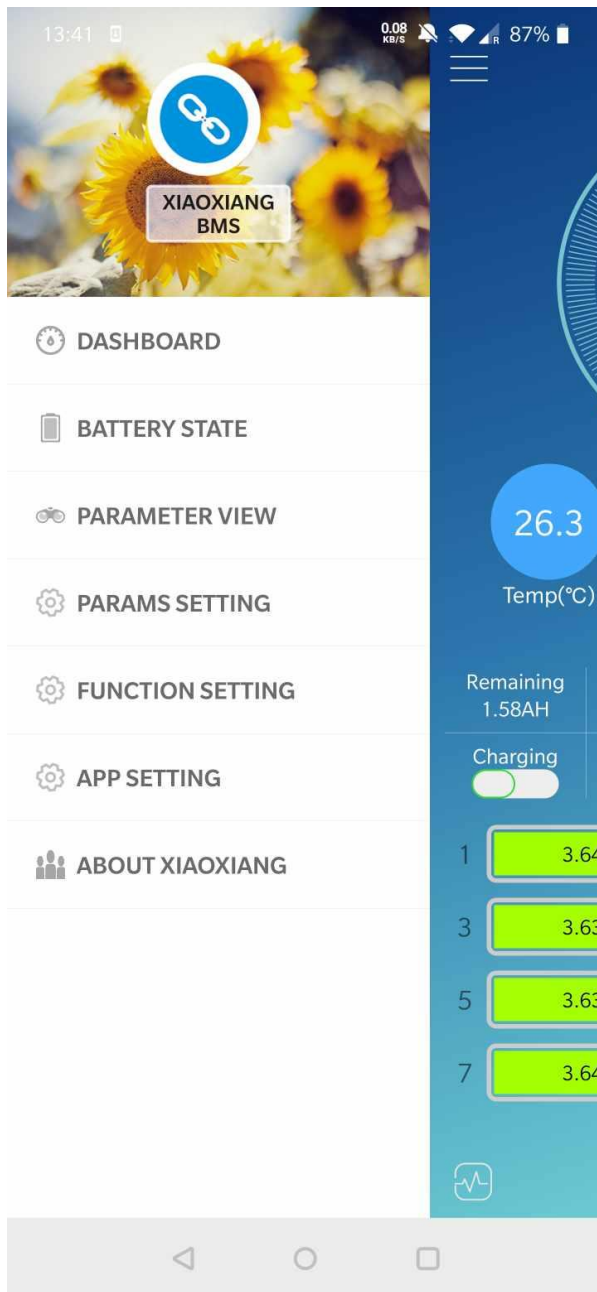 13:41
0.08
KB/S
R
87%
XIAOXIANG
BMS
DASHBOARD
BATTERY STATE
PARAMETER VIEW
PARAMS SETTING
FUNCTION SETTING
APP SETTING
ABOUT XIAOXIANG
26.3
Temp(°C)
Remaining
1.58AH
Charging
1 3.64
3 3.63
5 3.63
7 3.64